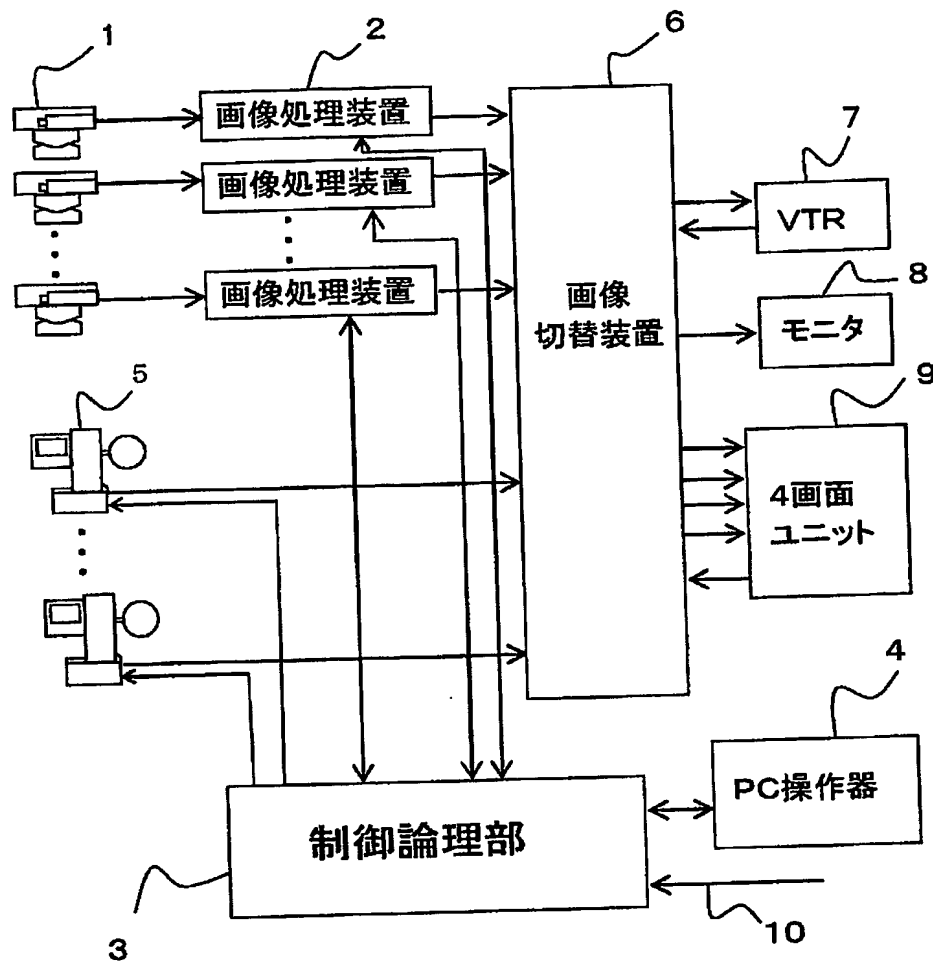 1
2
6
画像処理装置
7
画像処理装置
VTR
8
画像処理装置
画像
切替装置
モニタ
5
9
4画面
ユニット
4
PC操作器
制御論理部
3
10